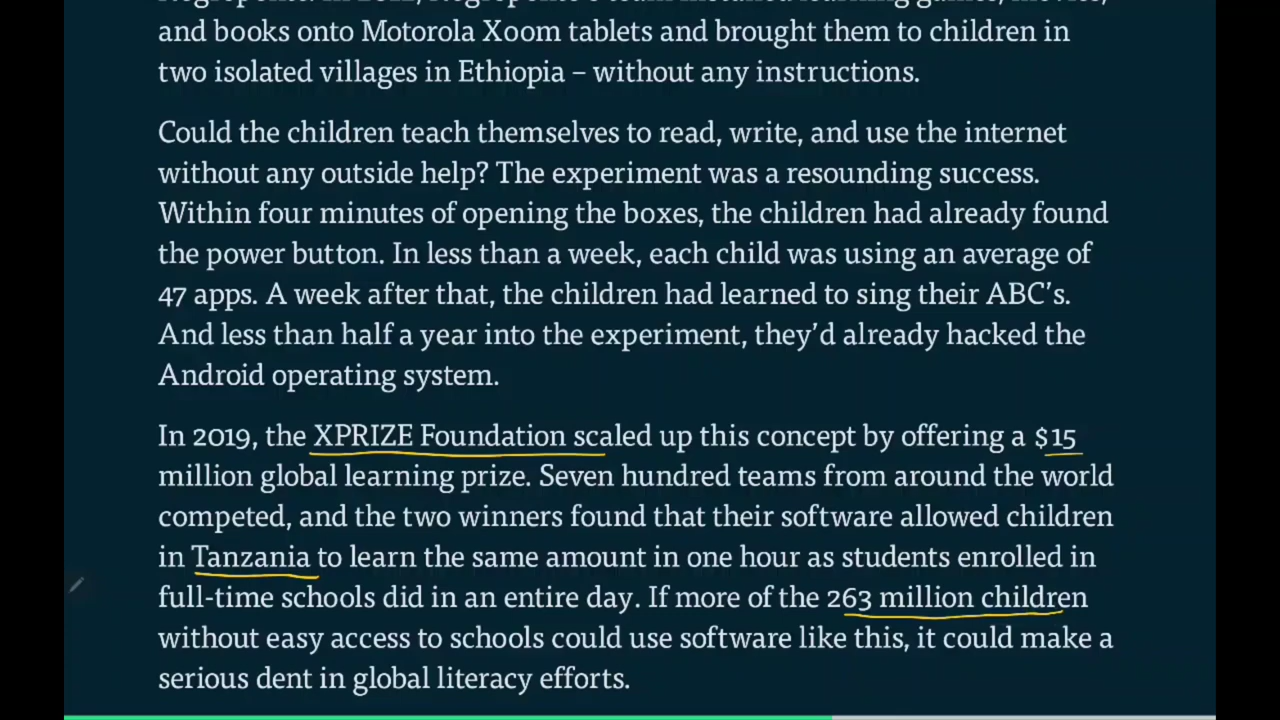 Negroponte. In 2012, Negroponte's team installed learning games, movies,
and books onto Motorola Xoom tablets and brought them to children in
two isolated villages in Ethiopia – without any instructions.
Could the children teach themselves to read, write, and use the internet
without any outside help? The experiment was a resounding success.
Within four minutes of opening the boxes, the children had already found
the power button. In less than a week, each child was using an average of
47 apps. A week after that, the children had learned to sing their ABC's.
And less than half a year into the experiment, they'd already hacked the
Android operating system.
In 2019, the XPRIZE Foundation scaled up this concept by offering a $15
million global learning prize. Seven hundred teams from around the world
competed, and the two winners found that their software allowed children
in Tanzania to learn the same amount in one hour as students enrolled in
full-time schools did in an entire day. If more of the 263 million children
without easy access to schools could use software like this, it could make a
serious dent in global literacy efforts.